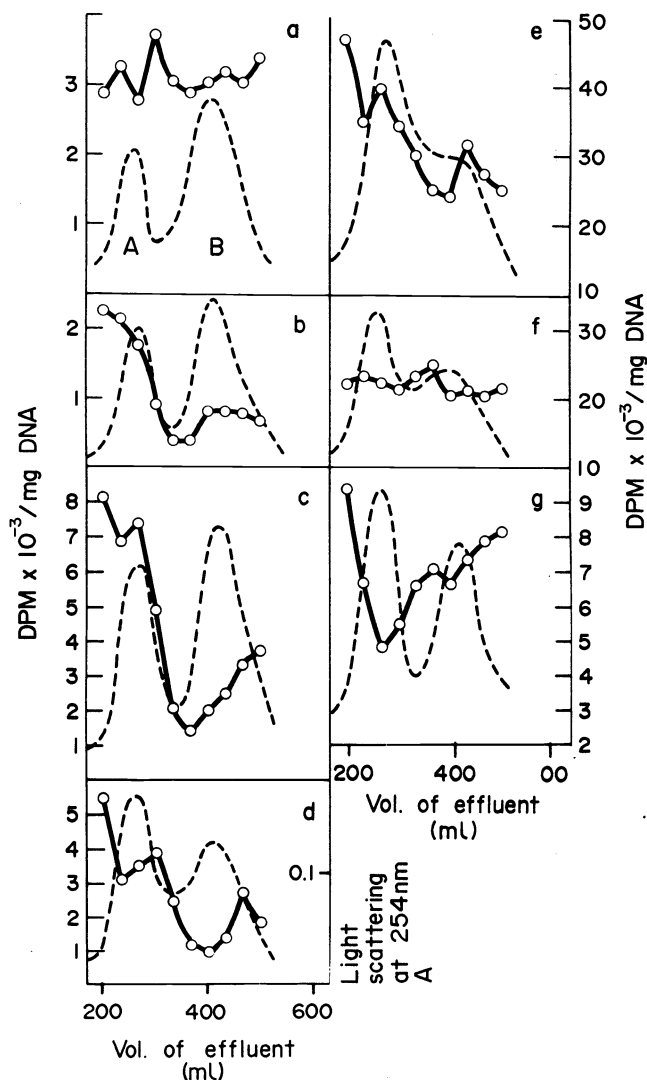 a
3
2
1
A
B
b
2
1
c
8
7
6
5
4
3
2
1
d
5
4
3
2
1
200
400
600
Vol. of effluent
(ml)
DPM x 10⁻³/mg DNA
e
50
40
30
20
10
f
30
20
10
g
9
8
7
6
5
4
3
2
200
400
00
Vol. of effluent
(ml)
DPM x 10⁻³/mg DNA
0.1
Light
scattering
at 254nm
A